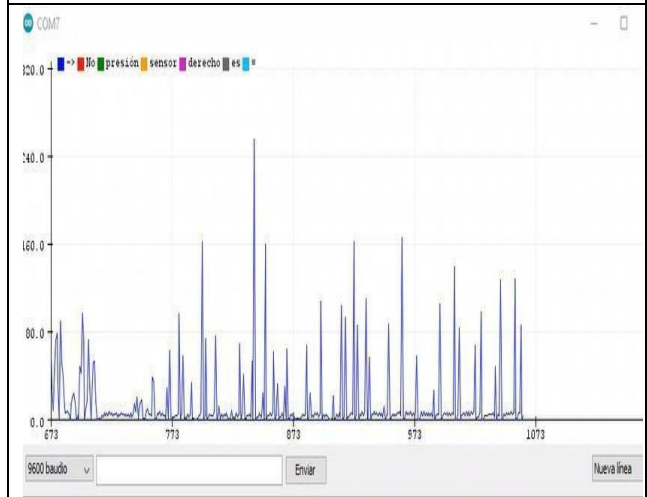 COM7
320.0 -> No presión sensor derecho es =
240.0
160.0
80.0
0.0
673 773 873 973 1073
9600 baudio Enviar Nueva línea